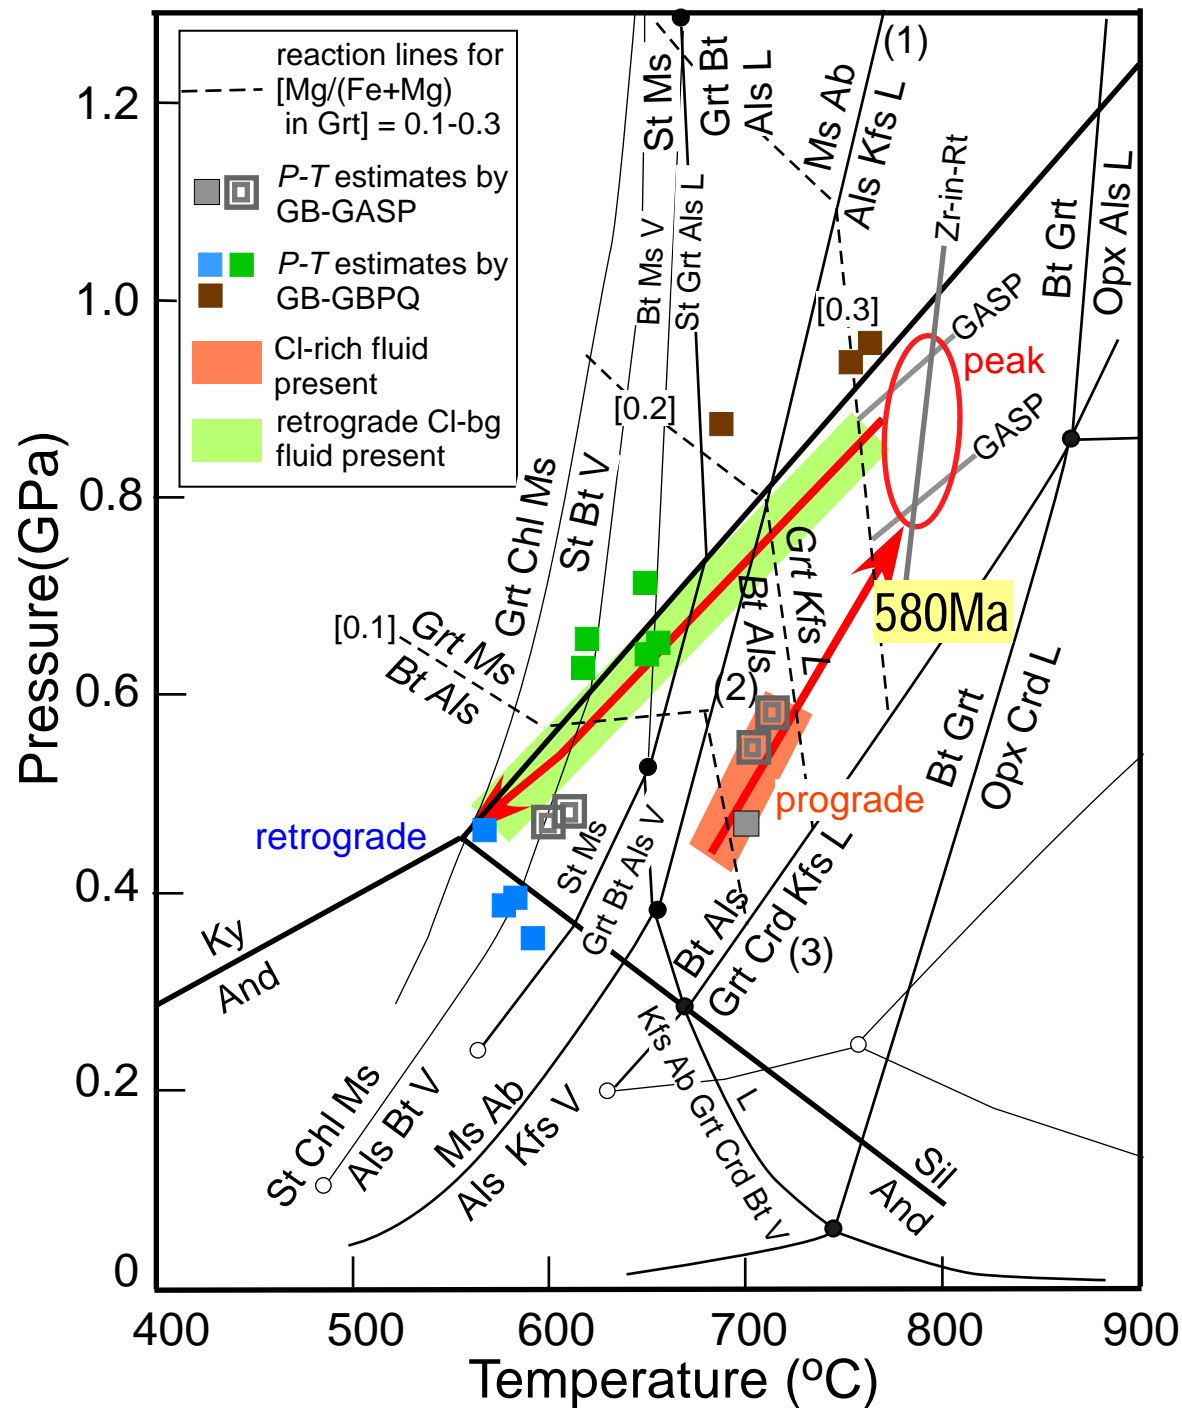 reaction lines for
[Mg/(Fe+Mg)
in Grt] = 0.1-0.3
P-T estimates by
GB-GASP
P-T estimates by
GB-GBPQ
Cl-rich fluid
present
retrograde Cl-bg
fluid present
St Ms
Grt Bt
Als L
Ms Ab
Als Kfs L
(1)
Bt Ms V
St Grt Als L
Zr-in-Rt
Bt Grt
Opx Als L
[0.3]
GASP
peak
GASP
[0.2]
Grt Chl Ms
St Bt V
[0.1]
Grt Ms
Bt Als
Grt Kfs L
Bt Als
(2)
580Ma
Bt Grt
Opx Crd L
prograde
retrograde
St Ms
Grt Bt Als V
Bt Als
Grt Crd Kfs L
(3)
Ky
And
St Chl Ms
Als Bt V
Ms Ab
Als Kfs V
Kfs Ab Grt Crd Bt V
L
Sil
And
1.2
1.0
0.8
0.6
0.4
0.2
0
Pressure(GPa)
400
500
600
700
800
900
Temperature (ºC)